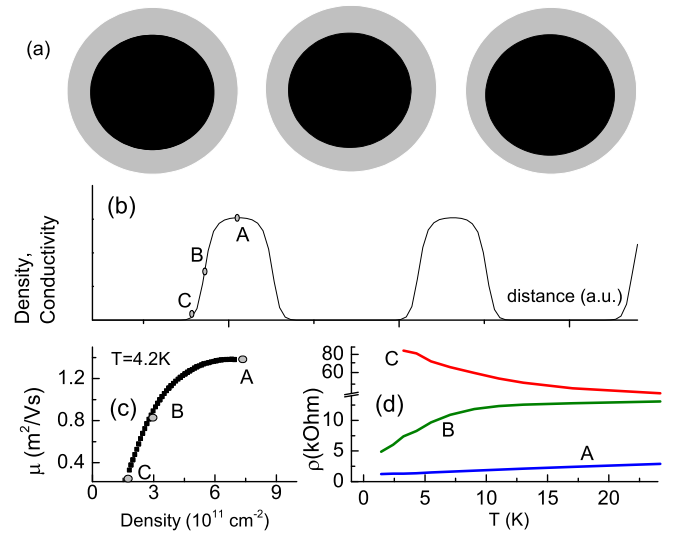 (a)
(b)
Density,
Conductivity
A
B
C
distance (a.u.)
T=4.2K
(c)
A
B
C
μ (m²/Vs)
1.2
0.8
0.4
0
3
6
9
Density (10¹¹ cm⁻²)
C
(d)
B
A
ρ(kOhm)
80
60
10
5
0
0
5
10
15
20
T (K)